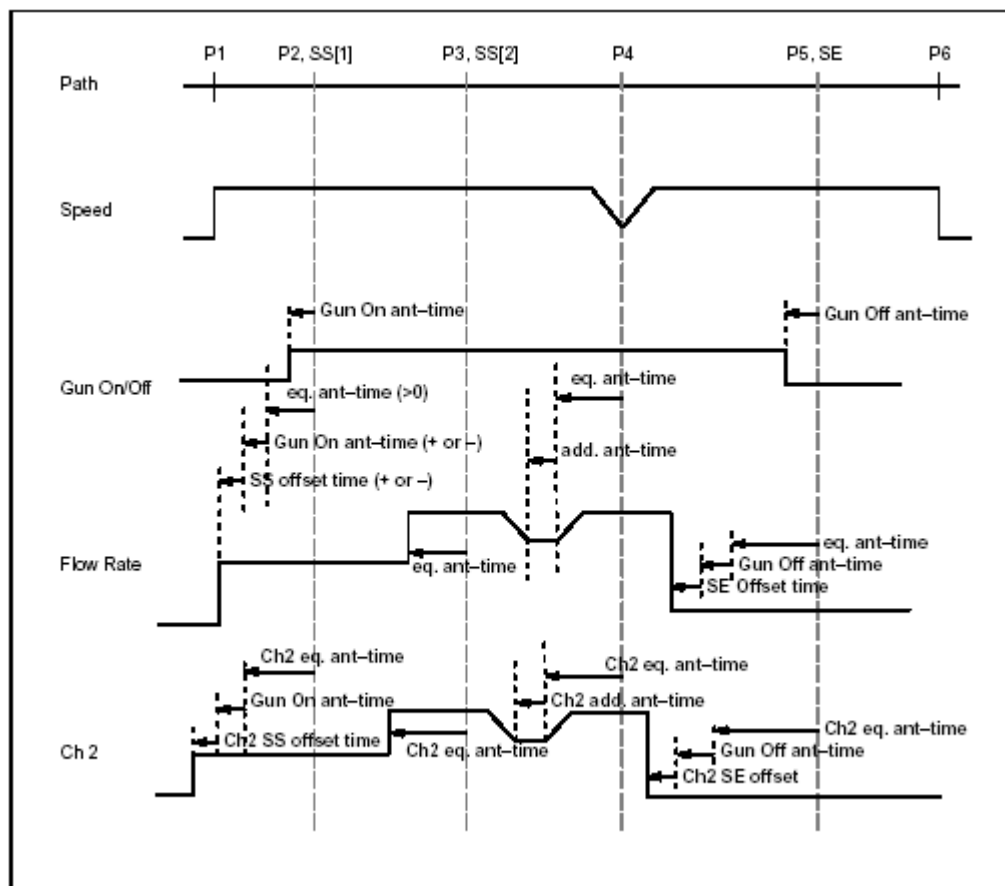 P1 P2, SS[1] P3, SS[2] P4 P5, SE P6
Path
Speed
Gun On ant–time
Gun Off ant–time
Gun On/Off
eq. ant–time (>0)
eq. ant–time
Gun On ant–time (+ or –)
add. ant–time
SS offset time (+ or –)
Flow Rate
eq. ant–time
eq. ant–time
Gun Off ant–time
SE Offset time
Ch2 eq. ant–time
Ch2 eq. ant–time
Gun On ant–time
Ch2 add. ant–time
Ch 2
Ch2 SS offset time
Ch2 eq. ant–time
Ch2 eq. ant–time
Gun Off ant–time
Ch2 SE offset